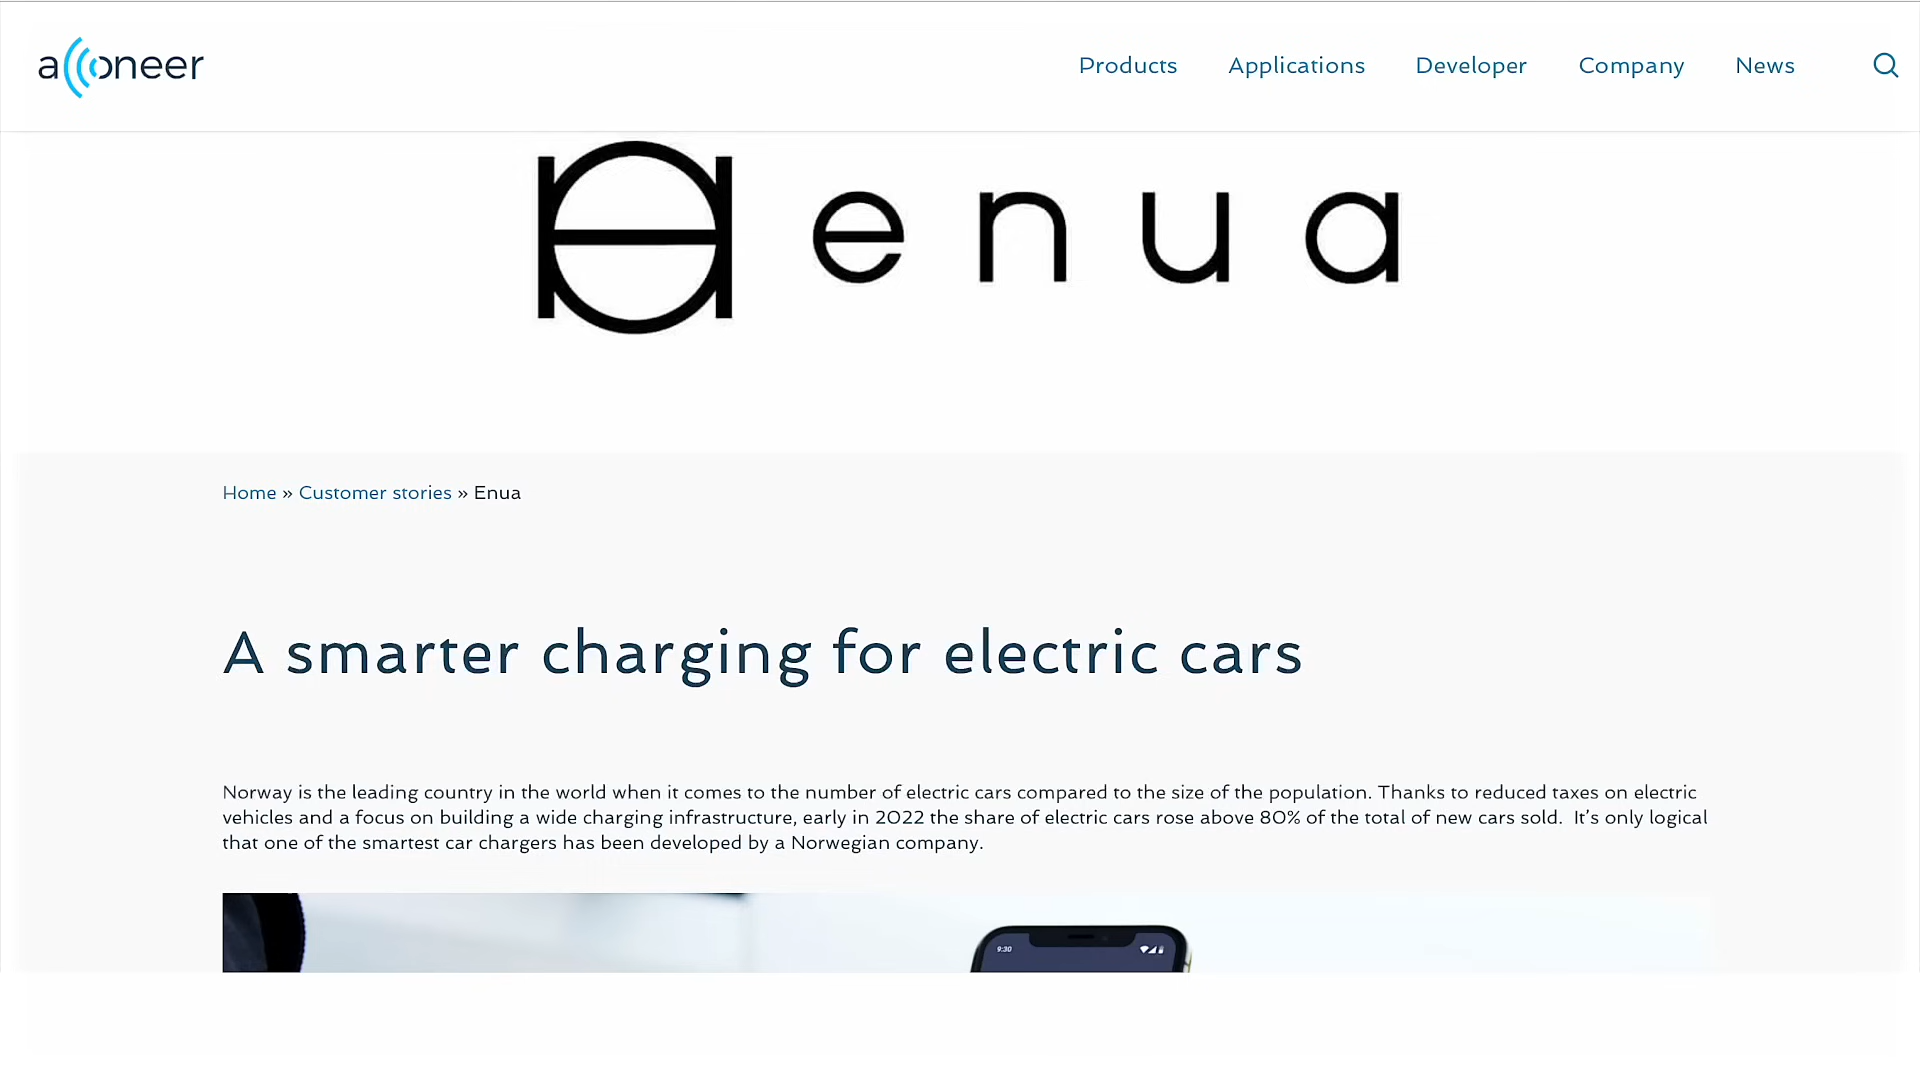 acconeer
Products Applications Developer Company News
enua
Home » Customer stories » Enua
A smarter charging for electric cars
Norway is the leading country in the world when it comes to the number of electric cars compared to the size of the population. Thanks to reduced taxes on electric
vehicles and a focus on building a wide charging infrastructure, early in 2022 the share of electric cars rose above 80% of the total of new cars sold.  It’s only logical
that one of the smartest car chargers has been developed by a Norwegian company.
9:30